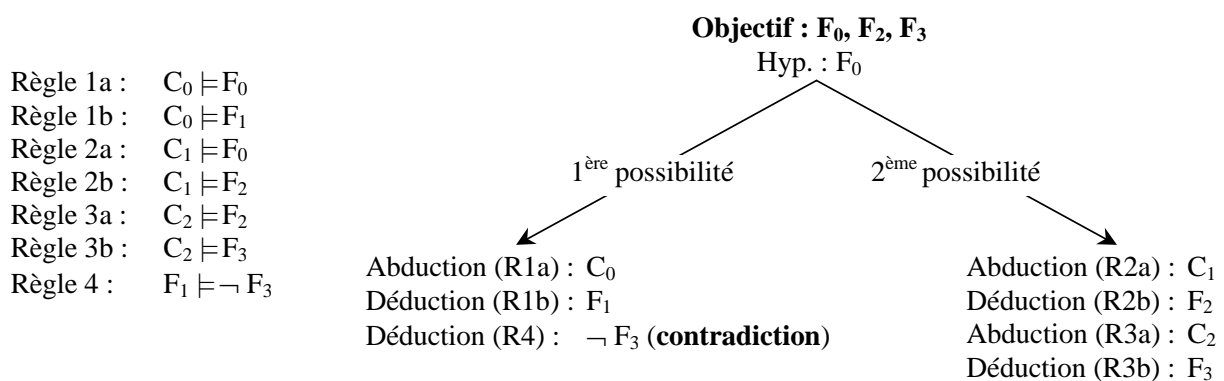 Objectif : F₀, F₂, F₃
Hyp. : F₀
Règle 1a : C₀ ⊨ F₀
Règle 1b : C₀ ⊨ F₁
Règle 2a : C₁ ⊨ F₀
Règle 2b : C₁ ⊨ F₂
Règle 3a : C₂ ⊨ F₂
Règle 3b : C₂ ⊨ F₃
Règle 4 : F₁ ⊨ ¬ F₃
1ère possibilité
2ème possibilité
Abduction (R1a) : C₀
Déduction (R1b) : F₁
Déduction (R4) : ¬ F₃ (contradiction)
Abduction (R2a) : C₁
Déduction (R2b) : F₂
Abduction (R3a) : C₂
Déduction (R3b) : F₃